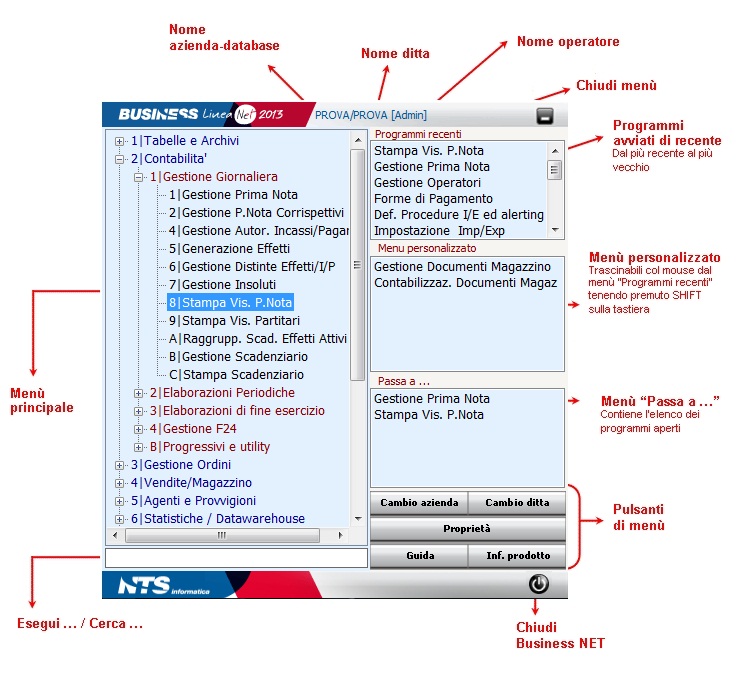 Nome
azienda-database
Nome ditta
Nome operatore
Chiudi menù
BUSINESS Linea Net 2013
PROVA/PROVA [Admin]
Programmi recenti
Stampa Vis. P.Nota
Gestione Prima Nota
Gestione Operatori
Forme di Pagamento
Def. Procedure I/E ed alerting
Impostazione Imp/Exp
Programmi
avviati di recente
Dal più recente al più
vecchio
1|Tabelle e Archivi
2|Contabilita'
1|Gestione Giornaliera
1|Gestione Prima Nota
2|Gestione P.Nota Corrispettivi
4|Gestione Autor. Incassi/Pagar
5|Generazione Effetti
6|Gestione Distinte Effetti/I/P
7|Gestione Insoluti
8|Stampa Vis. P.Nota
9|Stampa Vis. Partitari
A|Raggrupp. Scad. Effetti Attivi
B|Gestione Scadenziario
C|Stampa Scadenziario
2|Elaborazioni Periodiche
3|Elaborazioni di fine esercizio
4|Gestione F24
B|Progressivi e utility
3|Gestione Ordini
4|Vendite/Magazzino
5|Agenti e Provvigioni
6|Statistiche / Datawarehouse
Menu personalizzato
Gestione Documenti Magazzino
Contabilizzaz. Documenti Magaz
Menù personalizzato
Trascinabili col mouse dal
menù "Programmi recenti"
tenendo premuto SHIFT
sulla tastiera
Passa a ...
Gestione Prima Nota
Stampa Vis. P.Nota
Menù “Passa a ...”
Contiene l'elenco dei
programmi aperti
Menù
principale
Cambio azienda
Cambio ditta
Proprietà
Guida
Inf. prodotto
Pulsanti
di menù
NTS informatica
Esegui ... / Cerca ...
Chiudi
Business NET